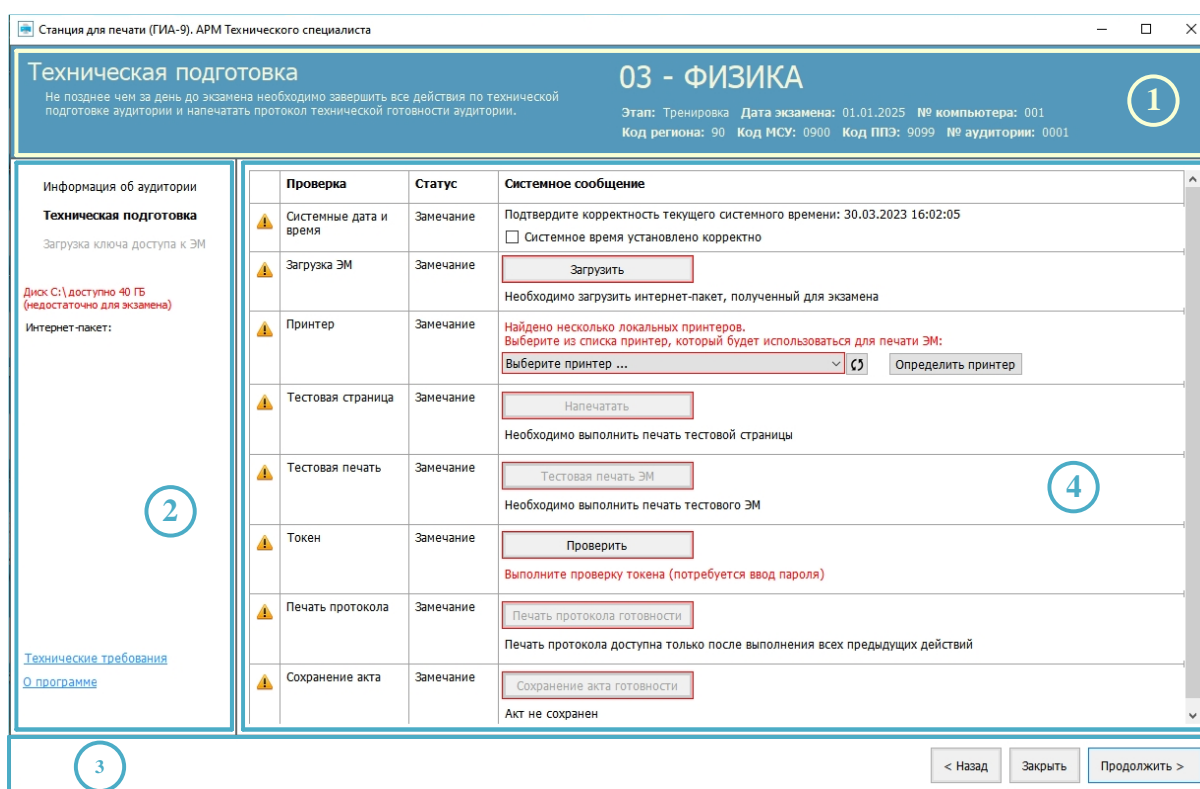 Станция для печати (ГИА-9). АРМ Технического специалиста
Техническая подготовка
Не позднее чем за день до экзамена необходимо завершить все действия по технической
подготовке аудитории и напечатать протокол технической готовности аудитории.
03 - ФИЗИКА
Этап: Тренировка Дата экзамена: 01.01.2025 № компьютера: 001
Код региона: 90 Код МСУ: 0900 Код ППЭ: 9099 № аудитории: 0001
1
Информация об аудитории
Техническая подготовка
Загрузка ключа доступа к ЭМ
Диск C:\ доступно 40 ГБ
(недостаточно для экзамена)
Интернет-пакет:
2
Технические требования
О программе
Проверка Статус Системное сообщение
Системные дата и
время
Замечание
Подтвердите корректность текущего системного времени: 30.03.2023 16:02:05
Системное время установлено корректно
Загрузка ЭМ
Замечание
Загрузить
Необходимо загрузить интернет-пакет, полученный для экзамена
Принтер
Замечание
Найдено несколько локальных принтеров.
Выберите из списка принтер, который будет использоваться для печати ЭМ:
Выберите принтер ... Определить принтер
Тестовая страница
Замечание
Напечатать
Необходимо выполнить печать тестовой страницы
Тестовая печать
Замечание
Тестовая печать ЭМ
Необходимо выполнить печать тестового ЭМ
4
Токен
Замечание
Проверить
Выполните проверку токена (потребуется ввод пароля)
Печать протокола
Замечание
Печать протокола готовности
Печать протокола доступна только после выполнения всех предыдущих действий
Сохранение акта
Замечание
Сохранение акта готовности
Акт не сохранен
3
< Назад Закрыть Продолжить >